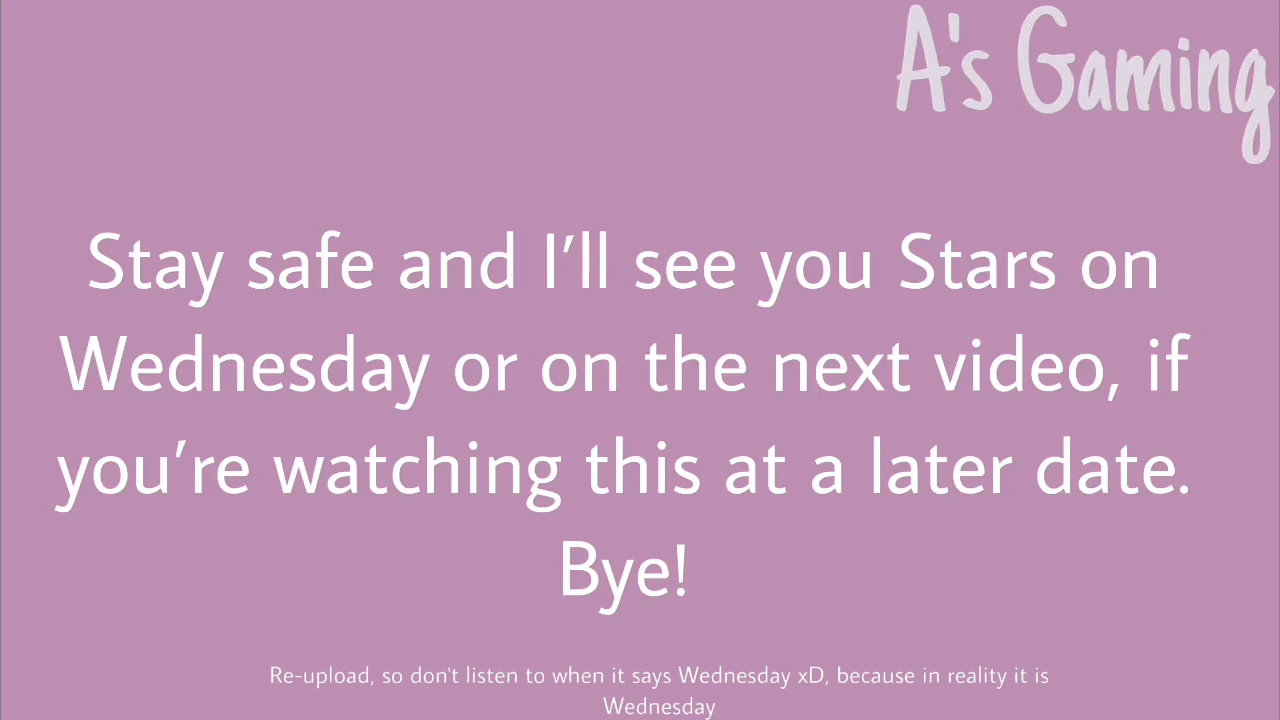 A's Gaming
Stay safe and I’ll see you Stars on
Wednesday or on the next video, if
you’re watching this at a later date.
Bye!
Re-upload, so don't listen to when it says Wednesday xD, because in reality it is
Wednesday